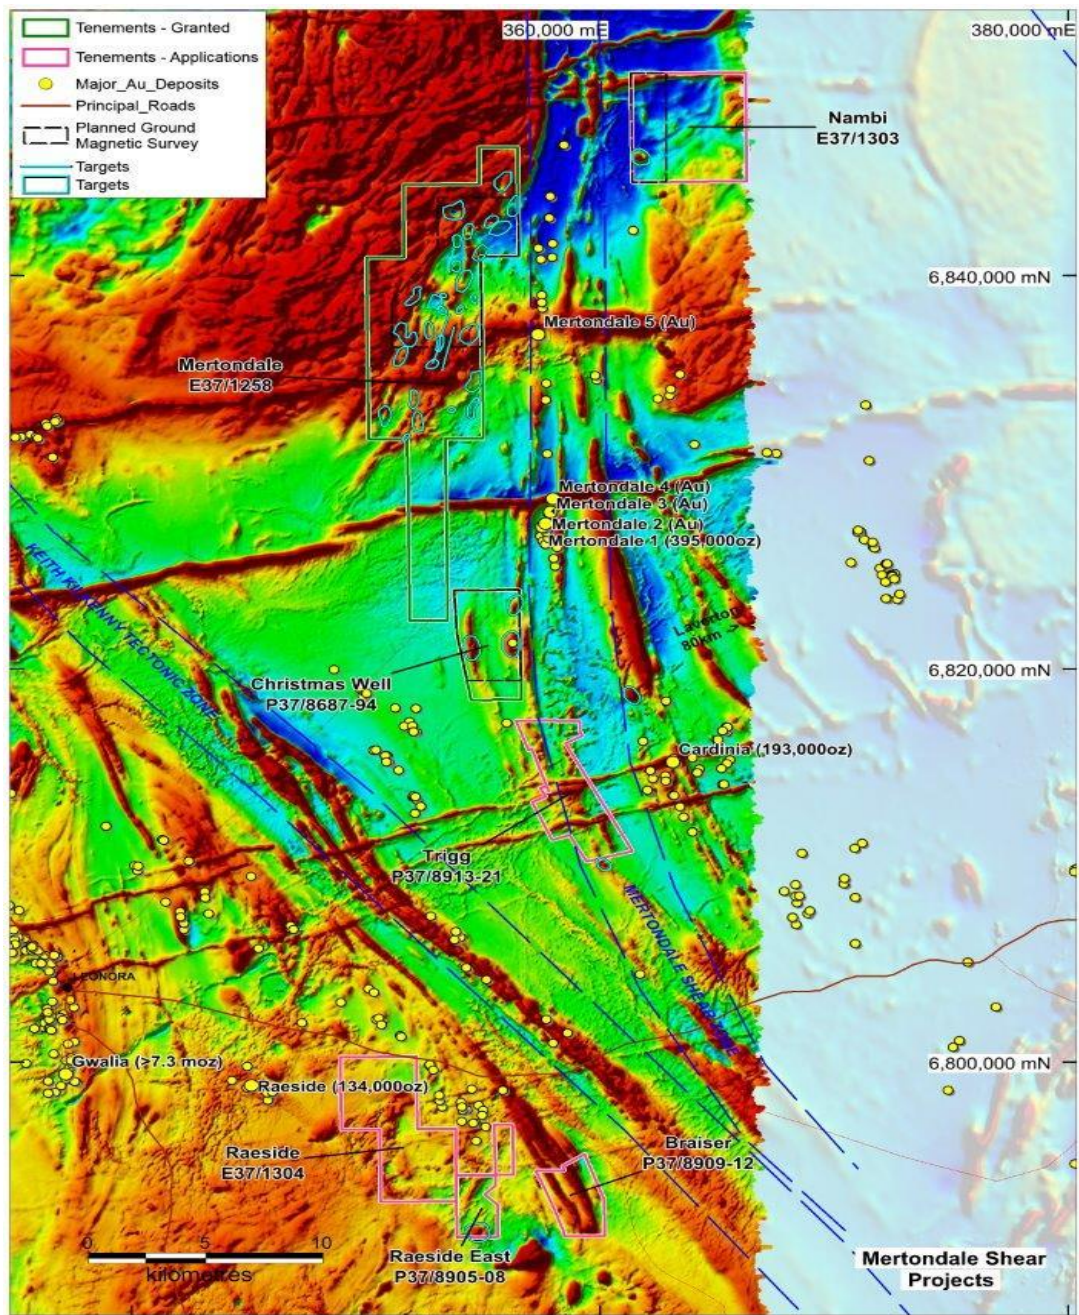 Tenements - Granted
Tenements - Applications
Major_Au_Deposits
Principal_Roads
Planned Ground
Magnetic Survey
Targets
Targets
360,000 mE
380,000 mE
Nambi
E37/1303
6,840,000 mN
Mertondale 5 (Au)
Mertondale
E37/1258
Mertondale 4 (Au)
Mertondale 3 (Au)
Mertondale 2 (Au)
Mertondale 1 (395,000oz)
KEITH KILKENNY TECTONIC ZONE
Laverton
80km ->
6,820,000 mN
Christmas Well
P37/8687-94
Cardinia (193,000oz)
Trigg
P37/8913-21
MERTONDALE SHEAR ZONE
LEONORA
Gwalia (>7.3 moz)
6,800,000 mN
Raeside (134,000oz)
Raeside
E37/1304
Braiser
P37/8909-12
0 5 10
kilometres
Raeside East
P37/8905-08
Mertondale Shear
Projects